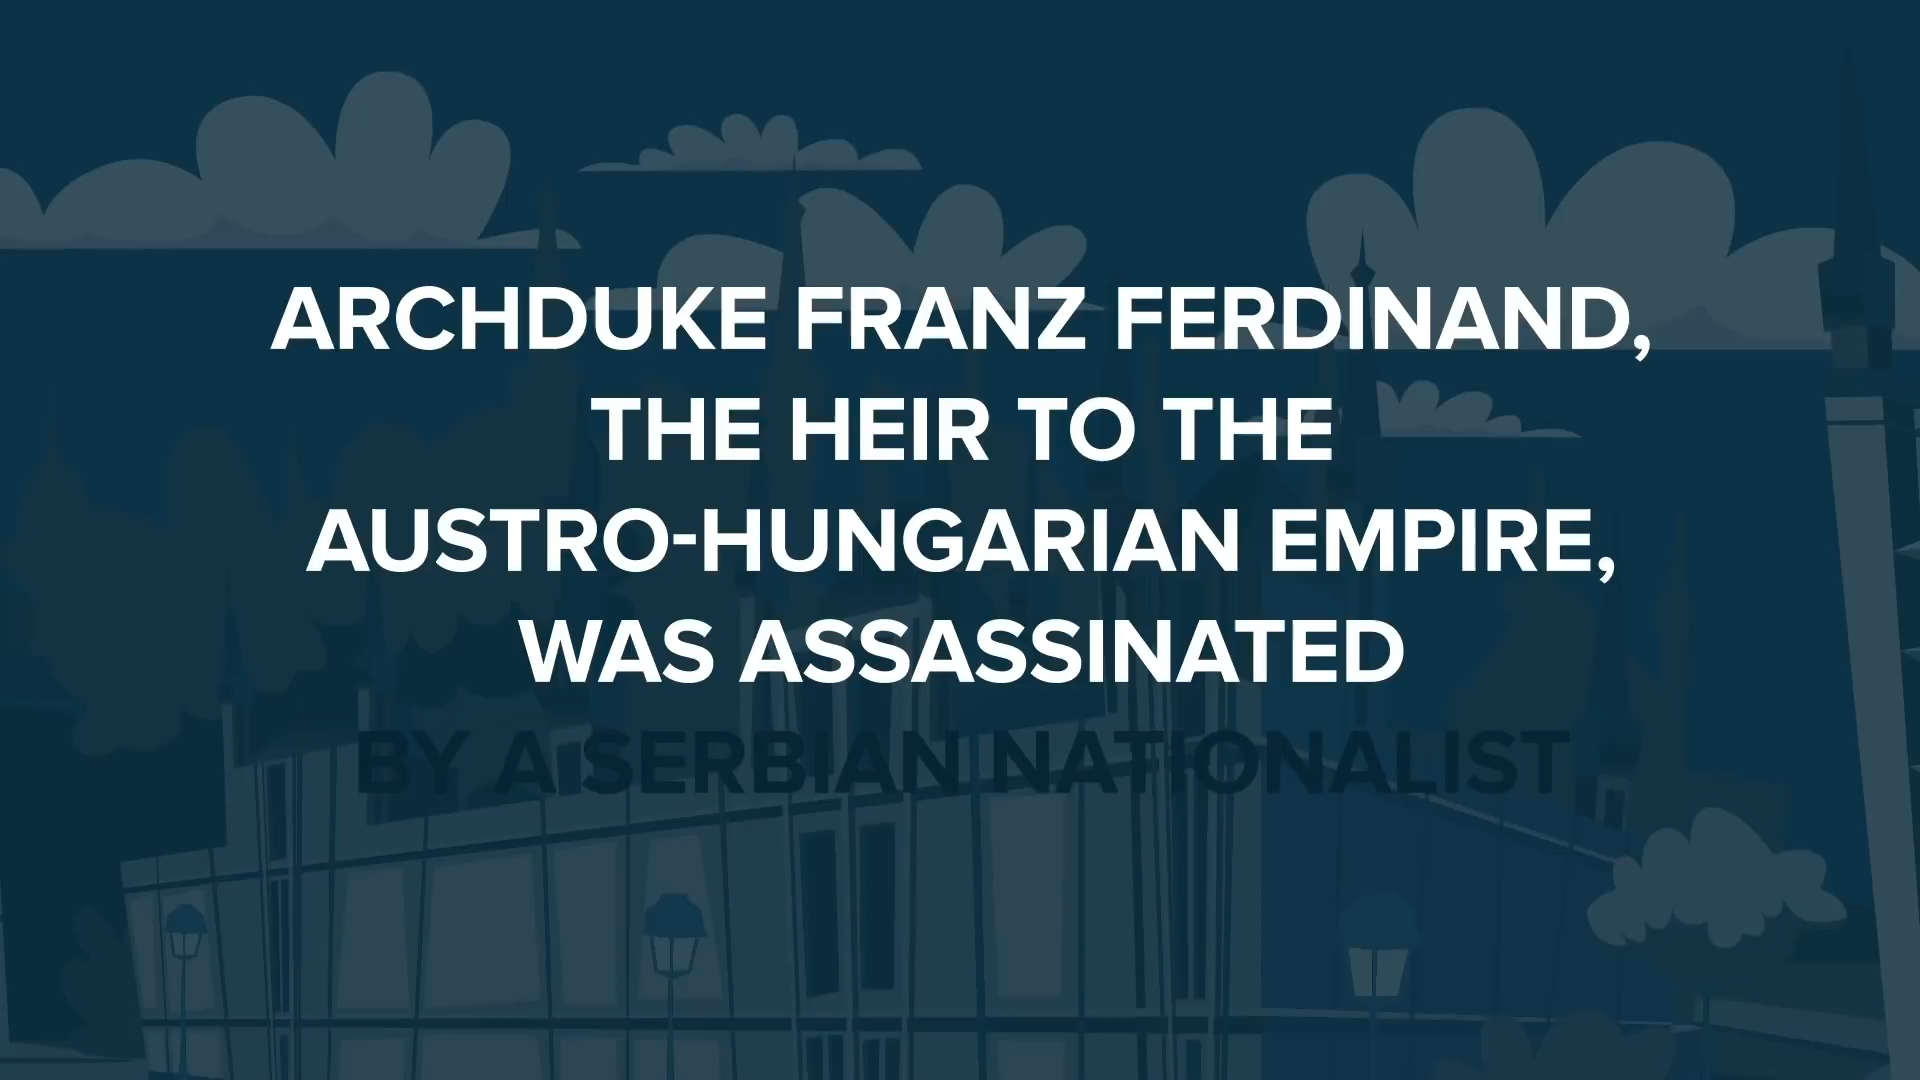 ARCHDUKE FRANZ FERDINAND,
THE HEIR TO THE
AUSTRO-HUNGARIAN EMPIRE,
WAS ASSASSINATED
BY A SERBIAN NATIONALIST